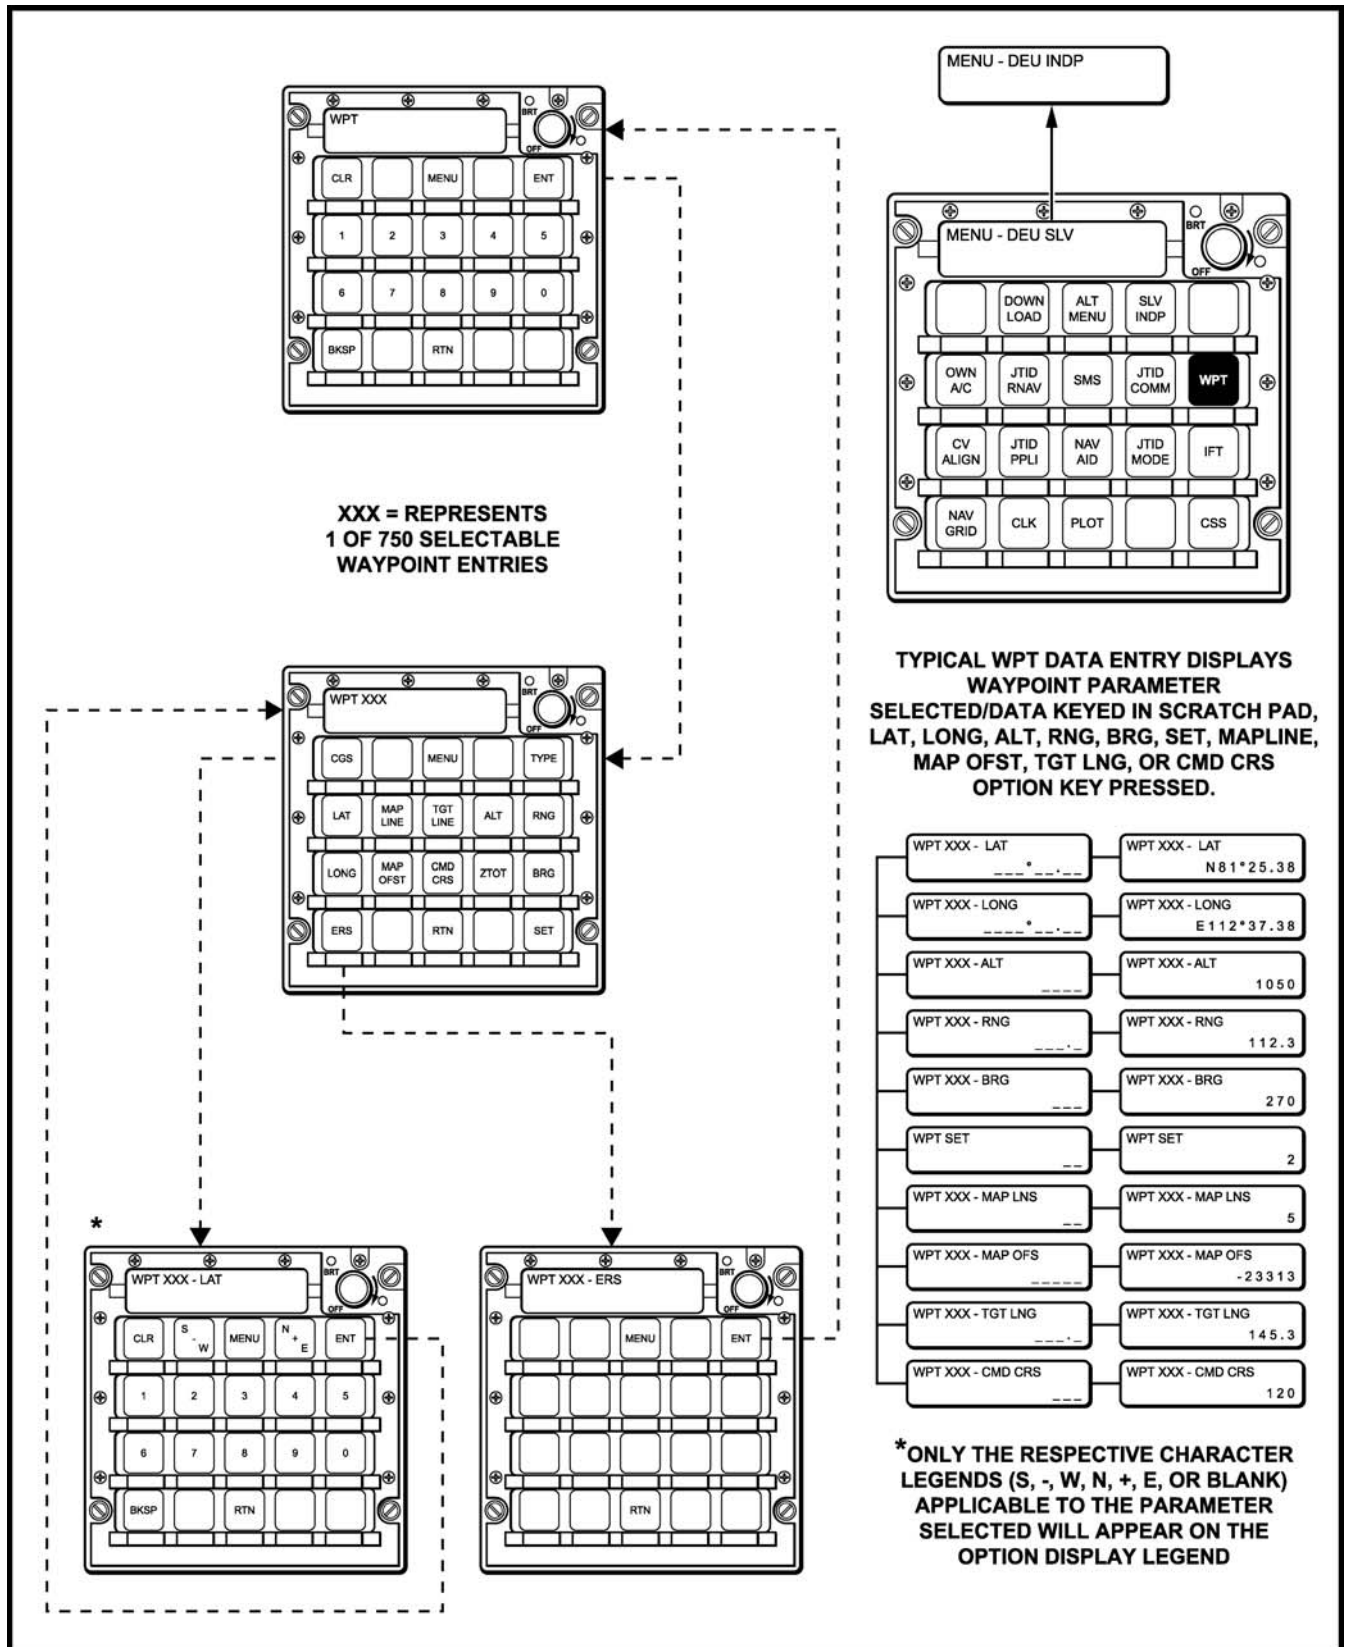 MENU - DEU INDP
WPT
BRT
OFF
CLR MENU ENT
1 2 3 4 5
6 7 8 9 0
BKSP RTN
MENU - DEU SLV
BRT
OFF
DOWN LOAD ALT MENU SLV INDP
OWN A/C JTID RNAV SMS JTID COMM WPT
CV ALIGN JTID PPLI NAV AID JTID MODE IFT
NAV GRID CLK PLOT CSS
XXX = REPRESENTS
1 OF 750 SELECTABLE
WAYPOINT ENTRIES
WPT XXX
BRT
OFF
CGS MENU TYPE
LAT MAP LINE TGT LINE ALT RNG
LONG MAP OFST CMD CRS ZTOT BRG
ERS RTN SET
TYPICAL WPT DATA ENTRY DISPLAYS
WAYPOINT PARAMETER
SELECTED/DATA KEYED IN SCRATCH PAD,
LAT, LONG, ALT, RNG, BRG, SET, MAPLINE,
MAP OFST, TGT LNG, OR CMD CRS
OPTION KEY PRESSED.
WPT XXX - LAT
_ _ _°_ _._ _
WPT XXX - LAT
N81°25.38
WPT XXX - LONG
_ _ _ _°_ _._ _
WPT XXX - LONG
E112°37.38
WPT XXX - ALT
_ _ _ _
WPT XXX - ALT
1050
WPT XXX - RNG
_ _ _._
WPT XXX - RNG
112.3
WPT XXX - BRG
_ _ _
WPT XXX - BRG
270
WPT SET
_ _
WPT SET
2
WPT XXX - MAP LNS
_ _
WPT XXX - MAP LNS
5
WPT XXX - MAP OFS
_ _ _ _ _
WPT XXX - MAP OFS
-23313
WPT XXX - TGT LNG
_ _ _._
WPT XXX - TGT LNG
145.3
WPT XXX - CMD CRS
_ _ _
WPT XXX - CMD CRS
120
*
WPT XXX - LAT
BRT
OFF
CLR S - W MENU N + E ENT
1 2 3 4 5
6 7 8 9 0
BKSP RTN
WPT XXX - ERS
BRT
OFF
MENU ENT
RTN
*ONLY THE RESPECTIVE CHARACTER
LEGENDS (S, -, W, N, +, E, OR BLANK)
APPLICABLE TO THE PARAMETER
SELECTED WILL APPEAR ON THE
OPTION DISPLAY LEGEND